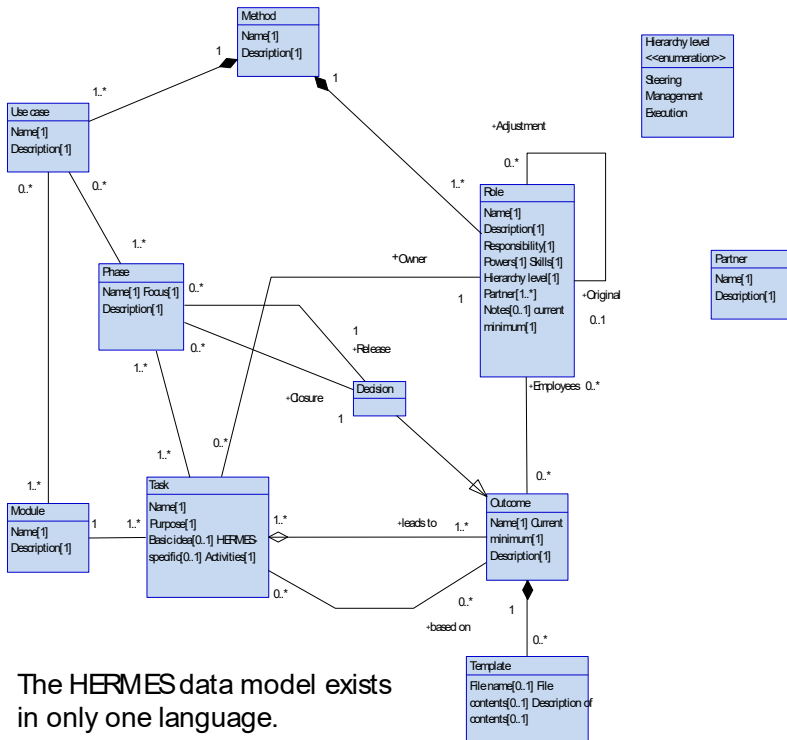 Method
Name[1]
Description[1]
Hierarchy level
<<enumeration>>
Steering
Management
Execution
1
1
1..*
+Adjustment
0..*
Use case
Name[1]
Description[1]
0..*
0..*
1..*
Role
Name[1]
Description[1]
Responsibility[1]
Powers[1] Skills[1]
Hierarchy level[1]
Partner[1..*]
Notes[0..1] current
minimum[1]
1..*
+Owner
Partner
Name[1]
Description[1]
Phase
Name[1] Focus[1]
Description[1]
0..*
1
+Original
0..1
1
+Release
0..*
1..*
+Closure
Decision
1
+Employees 0..*
0..*
0..*
1..*
Task
Name[1]
Purpose[1]
Basic idea[0..1] HERMES-
specific[0..1] Activities[1]
Outcome
Name[1] Current
minimum[1]
Description[1]
1..*
Module
Name[1]
Description[1]
1
1..*
1..*
+leads to
1..*
0..*
0..*
+based on
1
0..*
Template
File name[0..1] File
contents[0..1] Description of
contents[0..1]
The HERMES data model exists
in only one language.